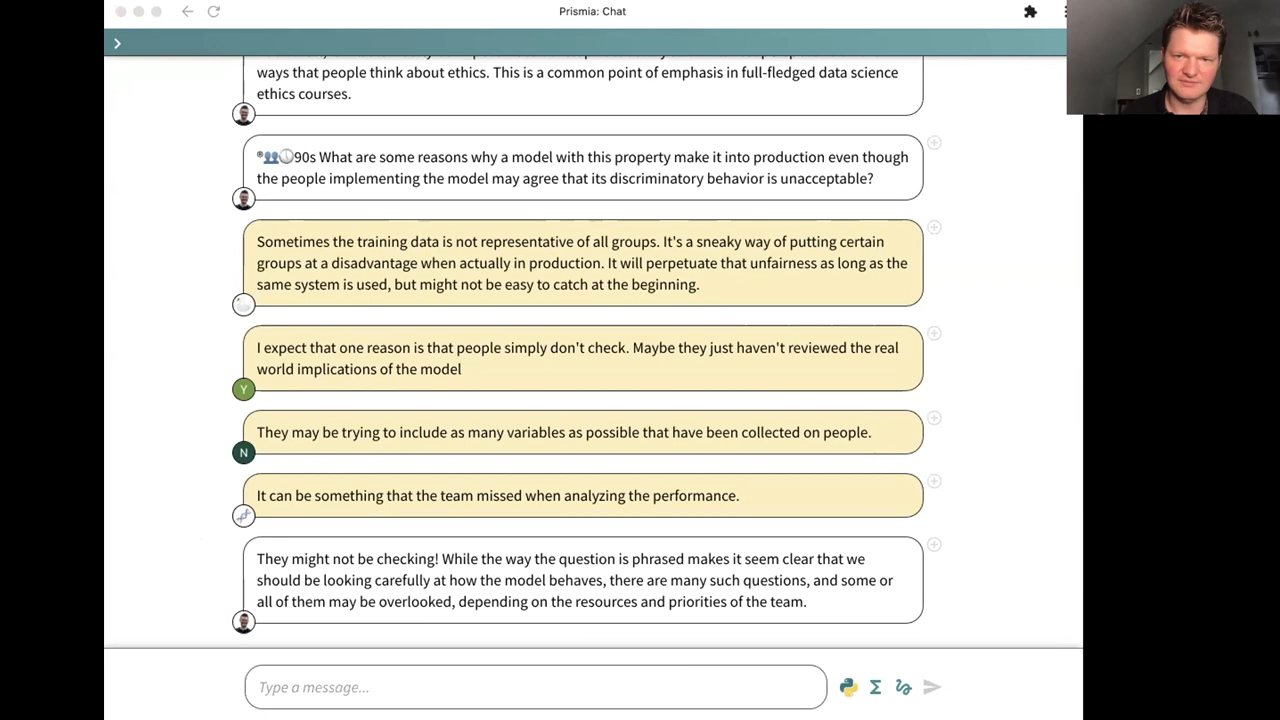 Prismia: Chat
ways that people think about ethics. This is a common point of emphasis in full-fledged data science
ethics courses.
90s What are some reasons why a model with this property make it into production even though
the people implementing the model may agree that its discriminatory behavior is unacceptable?
Sometimes the training data is not representative of all groups. It's a sneaky way of putting certain
groups at a disadvantage when actually in production. It will perpetuate that unfairness as long as the
same system is used, but might not be easy to catch at the beginning.
I expect that one reason is that people simply don't check. Maybe they just haven't reviewed the real
world implications of the model
Y
They may be trying to include as many variables as possible that have been collected on people.
N
It can be something that the team missed when analyzing the performance.
They might not be checking! While the way the question is phrased makes it seem clear that we
should be looking carefully at how the model behaves, there are many such questions, and some or
all of them may be overlooked, depending on the resources and priorities of the team.
Type a message...